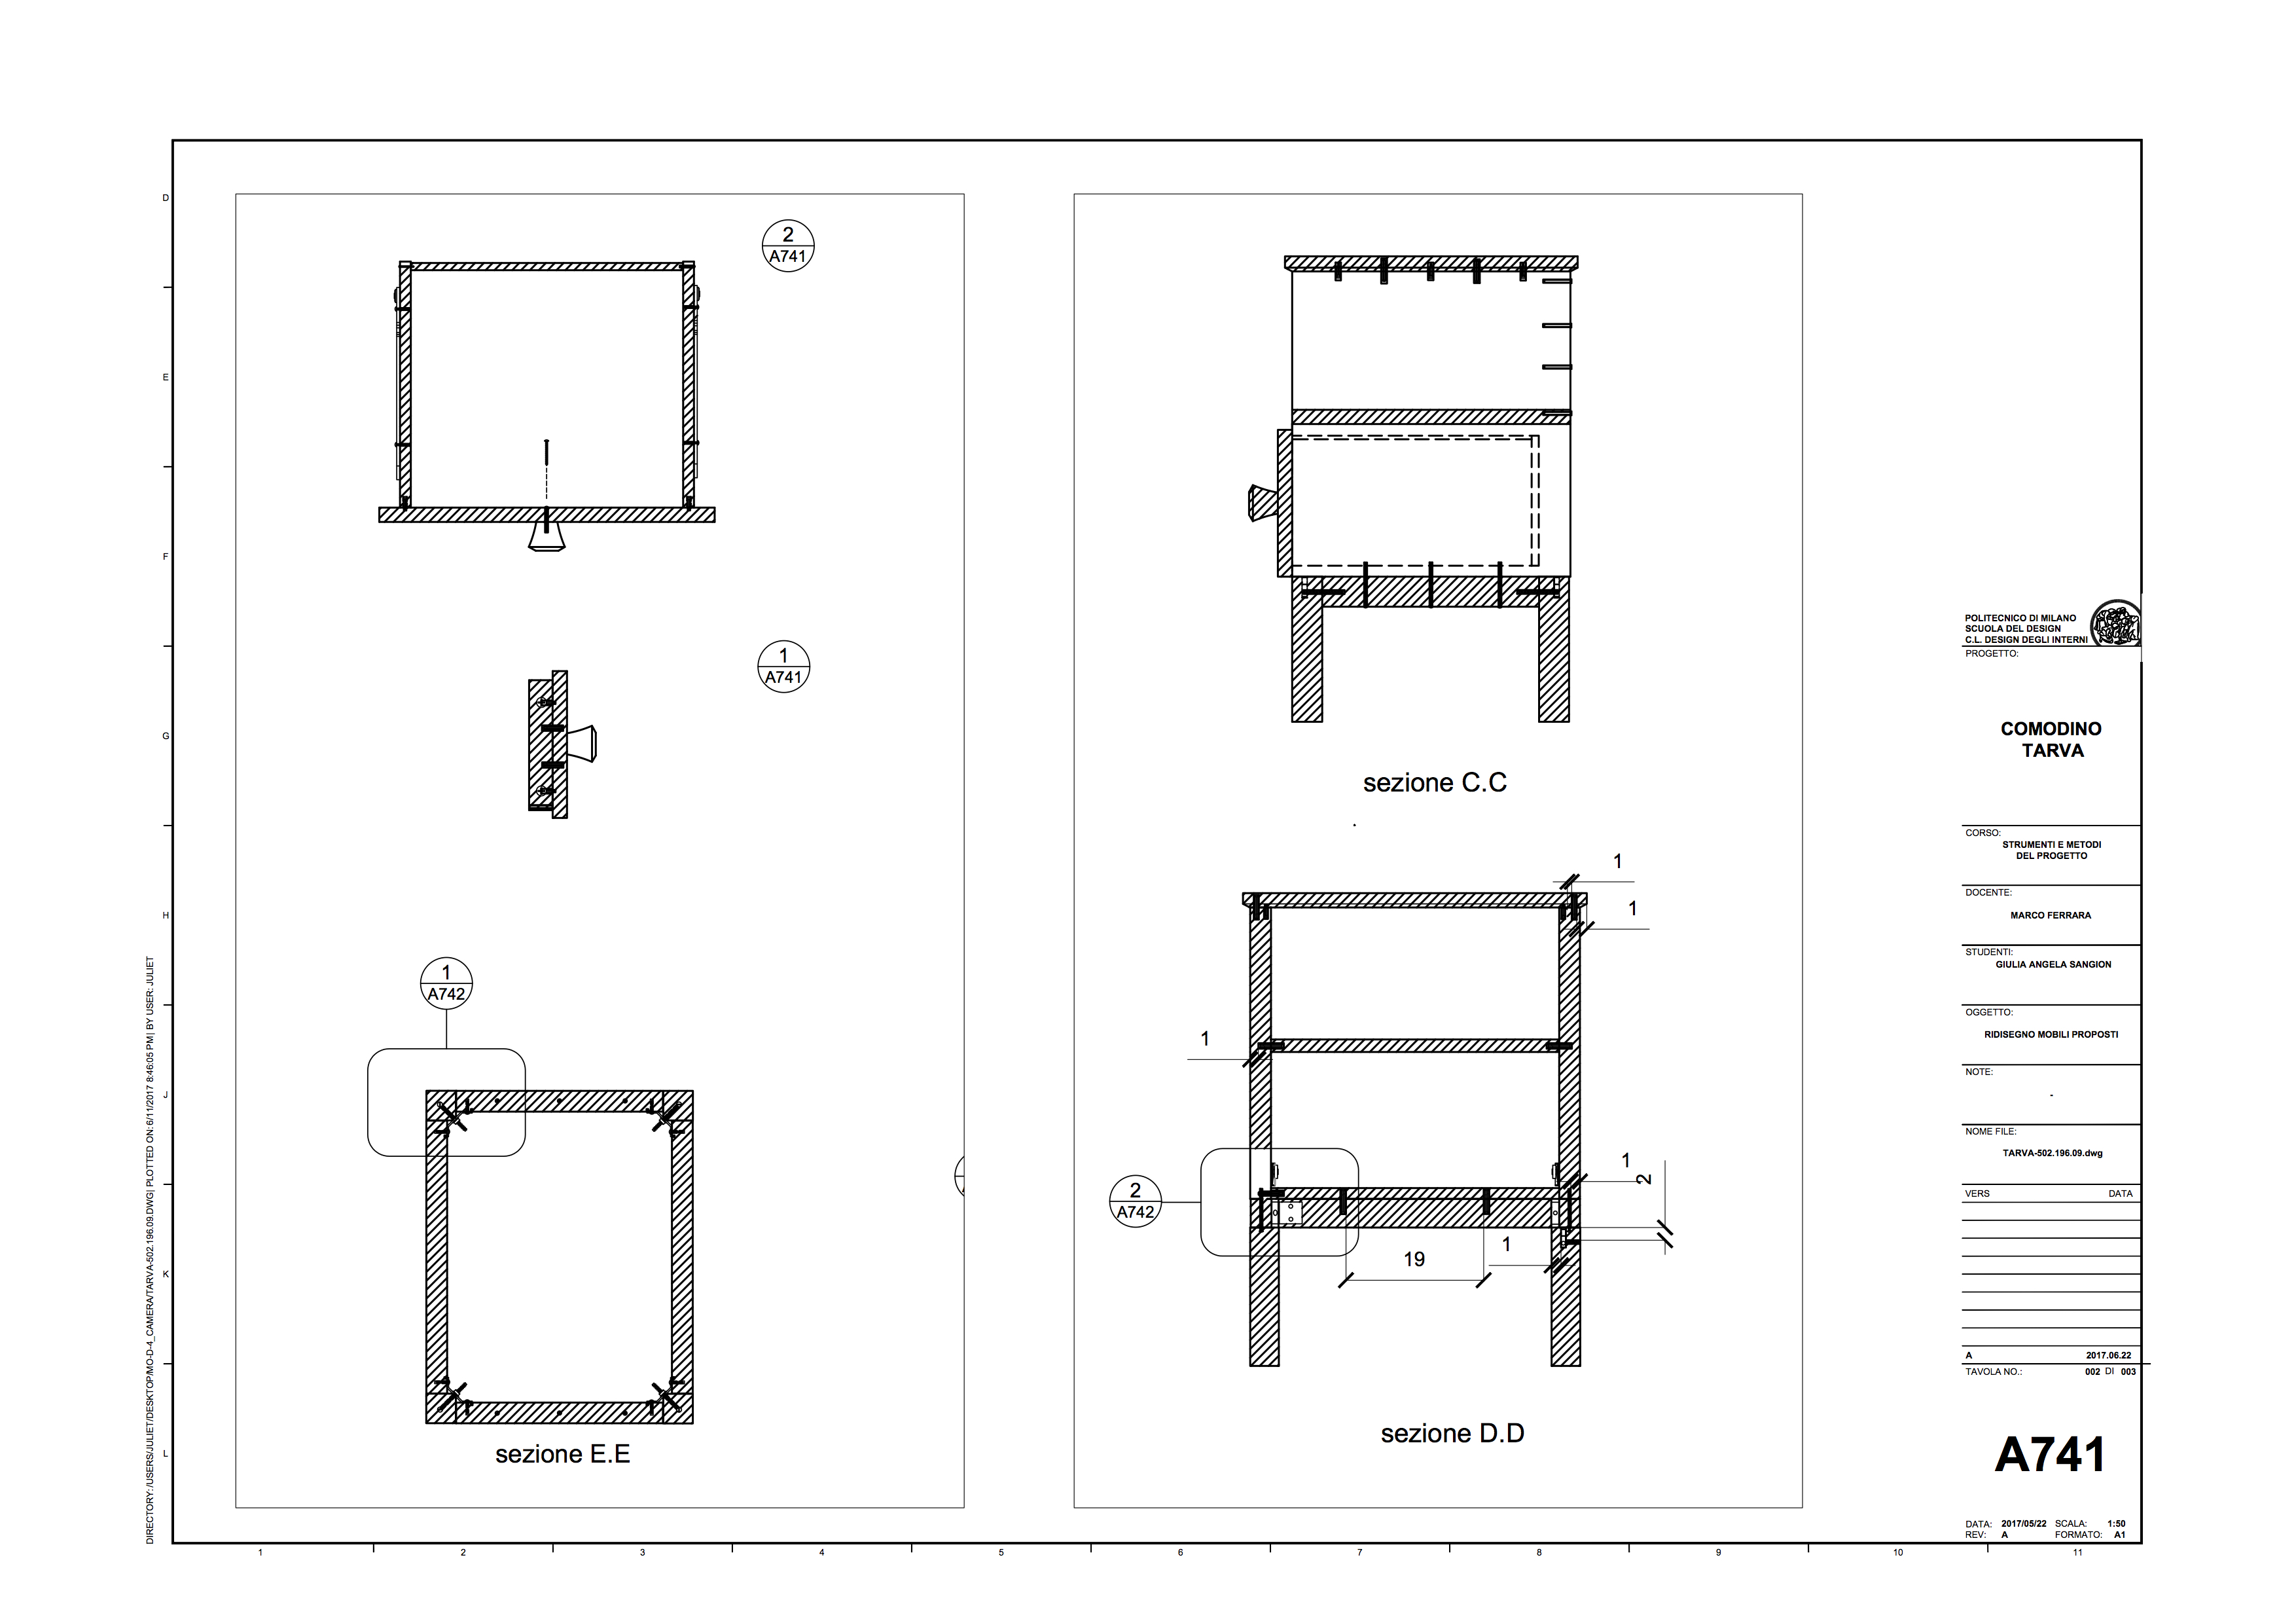 D
E
F
G
H
J
K
L
DIRECTORY: /USERS/JULIET/DESKTOP/MO-D-4_CAMERA/TARVA-502.196.09.DWG| PLOTTED ON: 6/11/2017 8:46:05 PM| BY USER: JULIET
2
A741
1
A741
1
A742
sezione E.E
sezione C.C
1
1
1
2
A742
1
2
1
19
sezione D.D
POLITECNICO DI MILANO
SCUOLA DEL DESIGN
C.L. DESIGN DEGLI INTERNI
PROGETTO:
COMODINO
TARVA
CORSO:
STRUMENTI E METODI
DEL PROGETTO
DOCENTE:
MARCO FERRARA
STUDENTI:
GIULIA ANGELA SANGION
OGGETTO:
RIDISEGNO MOBILI PROPOSTI
NOTE:
-
NOME FILE:
TARVA-502.196.09.dwg
VERS DATA
A 2017.06.22
TAVOLA NO.: 002 DI 003
A741
DATA: 2017/05/22 SCALA: 1:50
REV: A FORMATO: A1
1 2 3 4 5 6 7 8 9 10 11